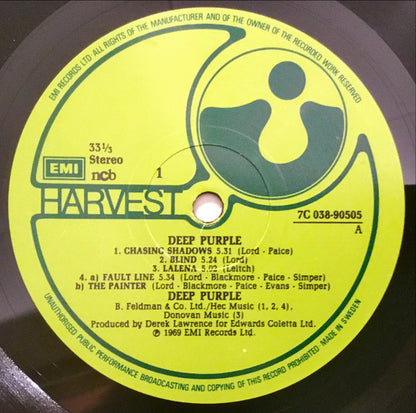 EMI RECORDS LTD ALL RIGHTS OF THE MANUFACTURER AND OF THE OWNER OF THE RECORDED WORK RESERVED
33⅓
Stereo
EMI
ncb
1
HARVEST
7C 038-90505
A
DEEP PURPLE
1. CHASING SHADOWS 5.31 (Lord - Paice)
2. BLIND 5.24 (Lord)
3. LALENA 5.02 (Leitch)
4. a) FAULT LINE 5.34 (Lord - Blackmore - Paice - Simper)
b) THE PAINTER (Lord - Blackmore - Paice - Evans - Simper)
DEEP PURPLE
B. Feldman & Co. Ltd./Hec Music (1, 2, 4),
Donovan Music (3)
Produced by Derek Lawrence for Edwards Coletta Ltd.
℗ 1969 EMI Records Ltd.
UNAUTHORISED PUBLIC PERFORMANCE BROADCASTING AND COPYING OF THIS RECORD PROHIBITED · MADE IN SWEDEN